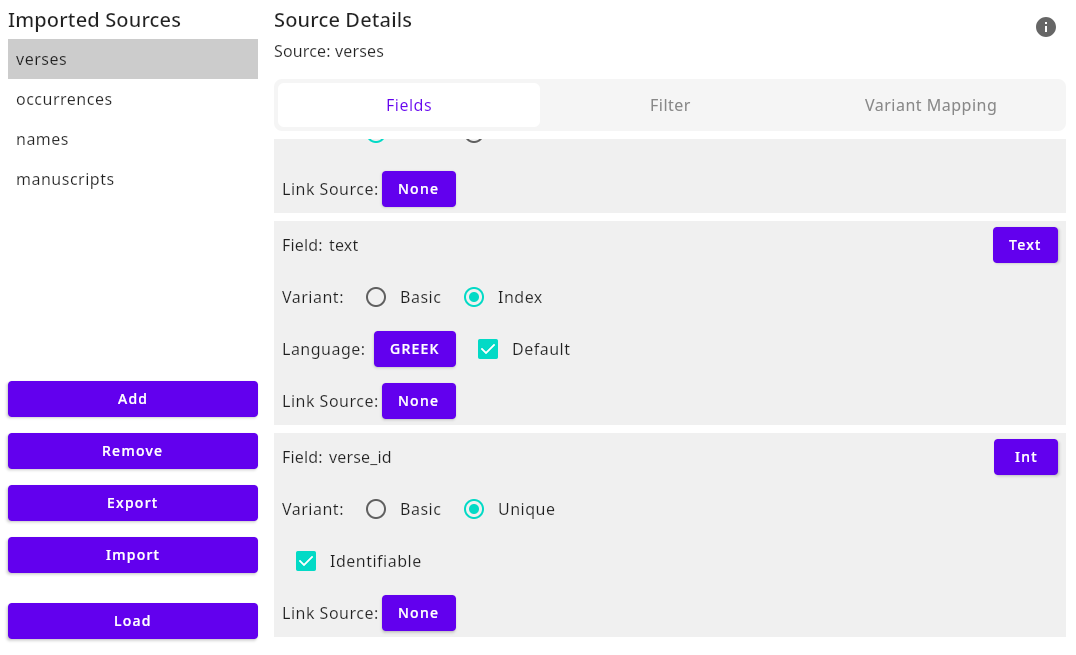 Imported Sources
verses
occurrences
names
manuscripts
Add
Remove
Export
Import
Load
Source Details
Source: verses
Fields Filter Variant Mapping
Link Source: None
Field: text Text
Variant: Basic Index
Language: GREEK Default
Link Source: None
Field: verse_id Int
Variant: Basic Unique
Identifiable
Link Source: None